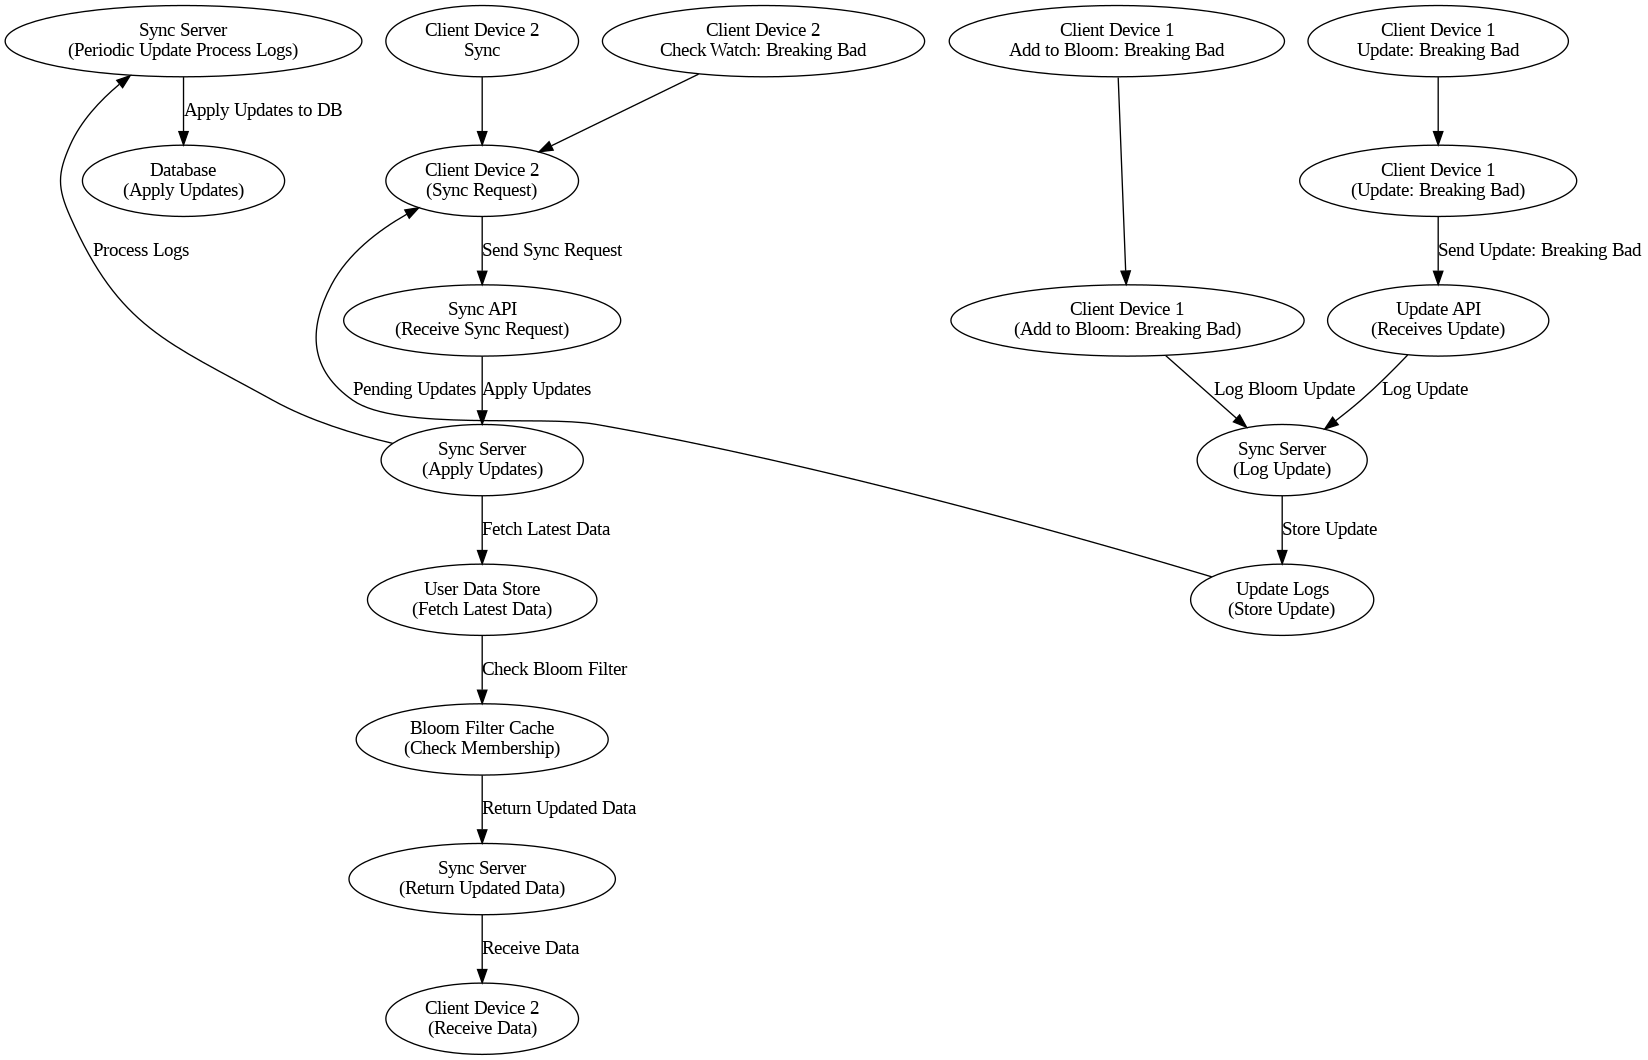 Sync Server
(Periodic Update Process Logs)
Client Device 2
Sync
Client Device 2
Check Watch: Breaking Bad
Client Device 1
Add to Bloom: Breaking Bad
Client Device 1
Update: Breaking Bad
Apply Updates to DB
Database
(Apply Updates)
Client Device 2
(Sync Request)
Client Device 1
(Update: Breaking Bad)
Process Logs
Send Sync Request
Send Update: Breaking Bad
Sync API
(Receive Sync Request)
Client Device 1
(Add to Bloom: Breaking Bad)
Update API
(Receives Update)
Pending Updates
Apply Updates
Log Bloom Update
Log Update
Sync Server
(Apply Updates)
Sync Server
(Log Update)
Fetch Latest Data
Store Update
User Data Store
(Fetch Latest Data)
Update Logs
(Store Update)
Check Bloom Filter
Bloom Filter Cache
(Check Membership)
Return Updated Data
Sync Server
(Return Updated Data)
Receive Data
Client Device 2
(Receive Data)